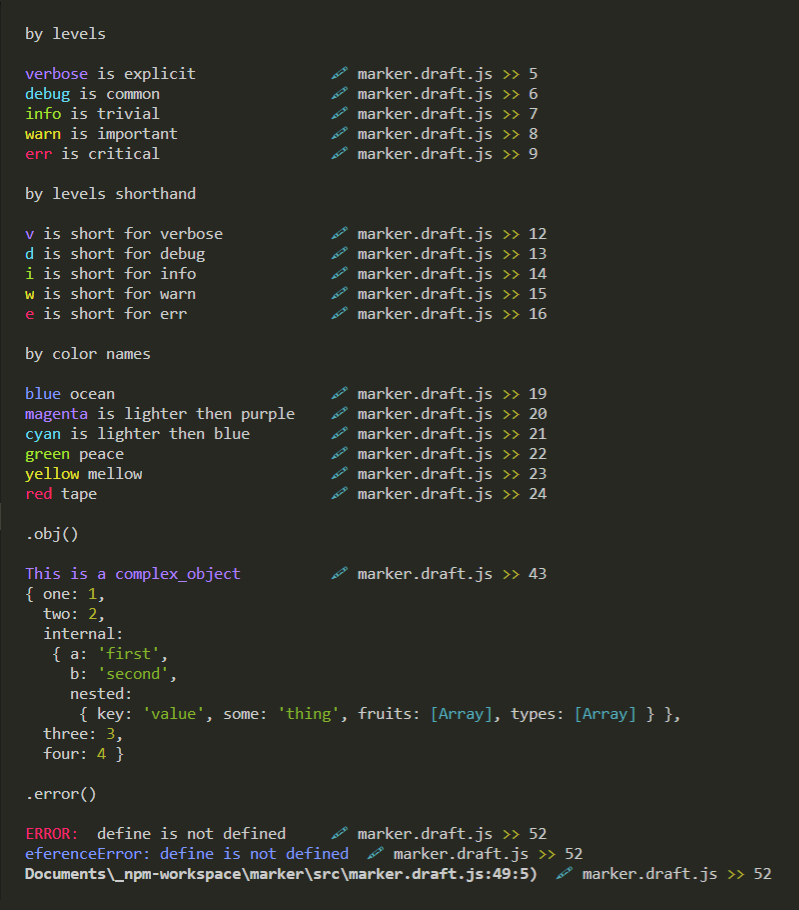 by levels
verbose is explicit 🖍 marker.draft.js >> 5
debug is common 🖍 marker.draft.js >> 6
info is trivial 🖍 marker.draft.js >> 7
warn is important 🖍 marker.draft.js >> 8
err is critical 🖍 marker.draft.js >> 9
by levels shorthand
v is short for verbose 🖍 marker.draft.js >> 12
d is short for debug 🖍 marker.draft.js >> 13
i is short for info 🖍 marker.draft.js >> 14
w is short for warn 🖍 marker.draft.js >> 15
e is short for err 🖍 marker.draft.js >> 16
by color names
blue ocean 🖍 marker.draft.js >> 19
magenta is lighter then purple 🖍 marker.draft.js >> 20
cyan is lighter then blue 🖍 marker.draft.js >> 21
green peace 🖍 marker.draft.js >> 22
yellow mellow 🖍 marker.draft.js >> 23
red tape 🖍 marker.draft.js >> 24
.obj()
This is a complex_object 🖍 marker.draft.js >> 43
{ one: 1,
  two: 2,
  internal:
   { a: 'first',
     b: 'second',
     nested:
      { key: 'value', some: 'thing', fruits: [Array], types: [Array] } },
  three: 3,
  four: 4 }
.error()
ERROR:  define is not defined 🖍 marker.draft.js >> 52
eferenceError: define is not defined 🖍 marker.draft.js >> 52
Documents\_npm-workspace\marker\src\marker.draft.js:49:5) 🖍 marker.draft.js >> 52